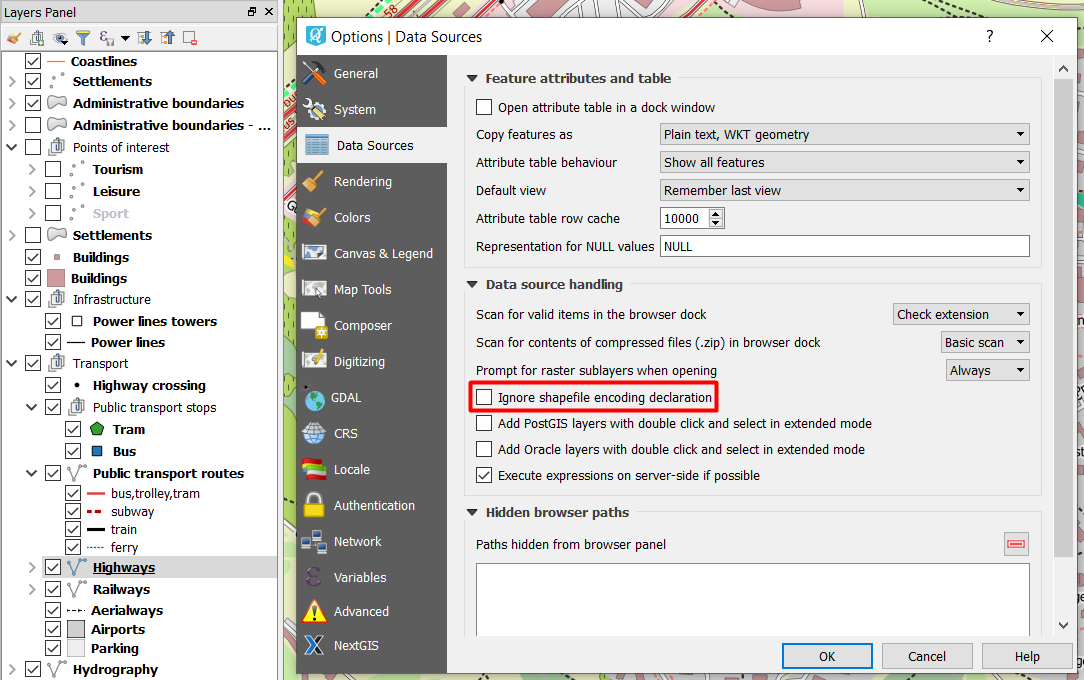 Layers Panel
Coastlines
Settlements
Administrative boundaries
Administrative boundaries - ...
Points of interest
Tourism
Leisure
Sport
Settlements
Buildings
Buildings
Infrastructure
Power lines towers
Power lines
Transport
Highway crossing
Public transport stops
Tram
Bus
Public transport routes
bus,trolley,tram
subway
train
ferry
Highways
Railways
Aerialways
Airports
Parking
Hydrography
Options | Data Sources
?
General
System
Data Sources
Rendering
Colors
Canvas & Legend
Map Tools
Composer
Digitizing
GDAL
CRS
Locale
Authentication
Network
Variables
Advanced
NextGIS
Feature attributes and table
Open attribute table in a dock window
Copy features as Plain text, WKT geometry
Attribute table behaviour Show all features
Default view Remember last view
Attribute table row cache 10000
Representation for NULL values NULL
Data source handling
Scan for valid items in the browser dock Check extension
Scan for contents of compressed files (.zip) in browser dock Basic scan
Prompt for raster sublayers when opening Always
Ignore shapefile encoding declaration
Add PostGIS layers with double click and select in extended mode
Add Oracle layers with double click and select in extended mode
Execute expressions on server-side if possible
Hidden browser paths
Paths hidden from browser panel
OK Cancel Help